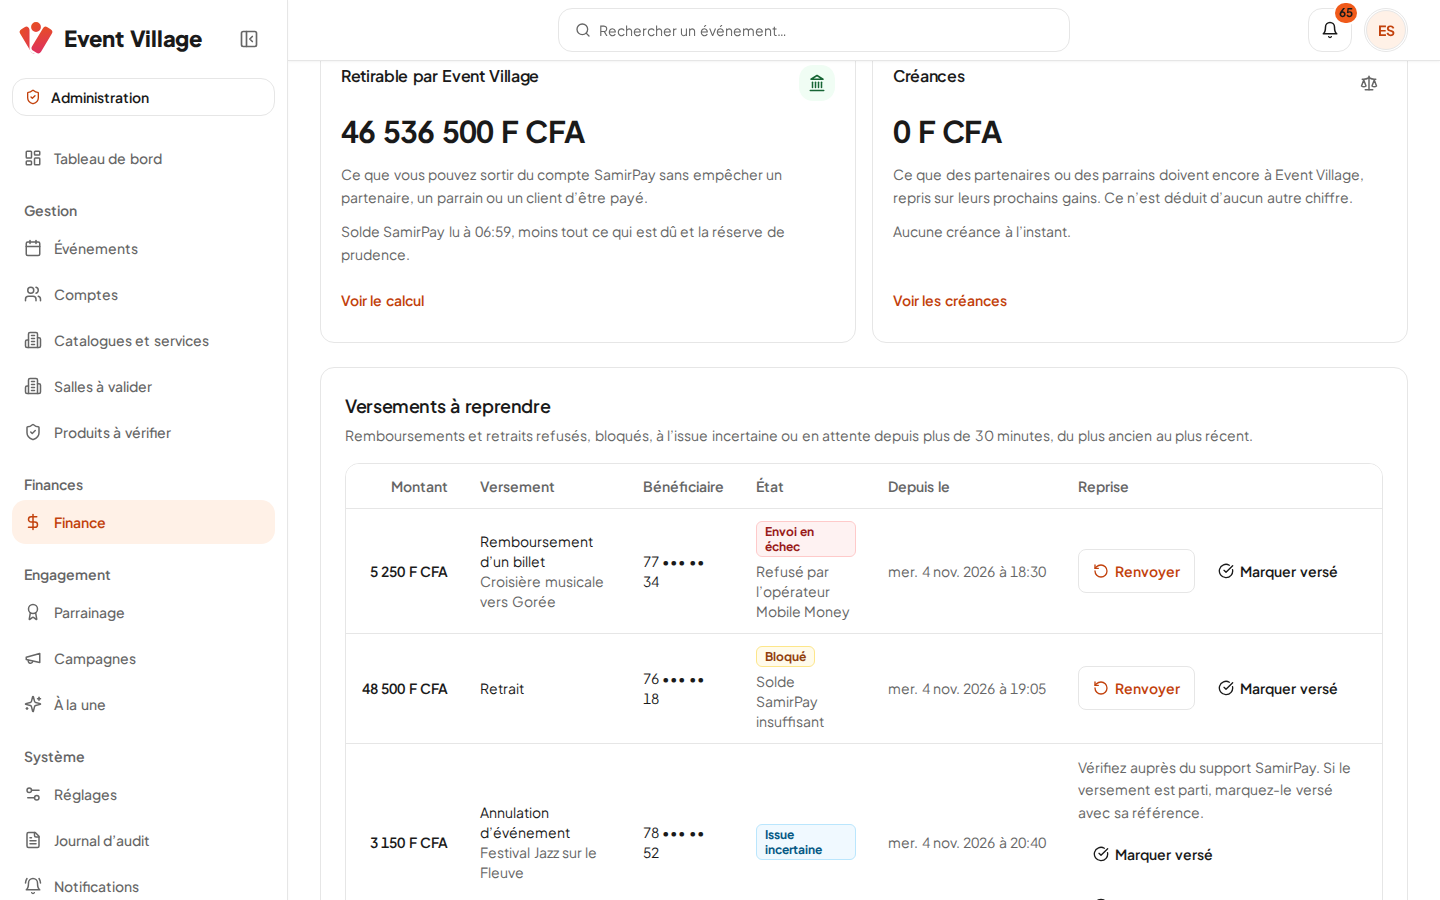 Event Village
Rechercher un événement...
65
ES
Administration
Tableau de bord
Gestion
Événements
Comptes
Catalogues et services
Salles à valider
Produits à vérifier
Finances
Finance
Engagement
Parrainage
Campagnes
À la une
Système
Réglages
Journal d'audit
Notifications
Retirable par Event Village
46 536 500 F CFA
Ce que vous pouvez sortir du compte SamirPay sans empêcher un
partenaire, un parrain ou un client d'être payé.
Solde SamirPay lu à 06:59, moins tout ce qui est dû et la réserve de
prudence.
Voir le calcul
Créances
0 F CFA
Ce que des partenaires ou des parrains doivent encore à Event Village,
repris sur leurs prochains gains. Ce n'est déduit d'aucun autre chiffre.
Aucune créance à l'instant.
Voir les créances
Versements à reprendre
Remboursements et retraits refusés, bloqués, à l'issue incertaine ou en attente depuis plus de 30 minutes, du plus ancien au plus récent.
Montant Versement Bénéficiaire État Depuis le Reprise
5 250 F CFA
Remboursement
d'un billet
Croisière musicale
vers Gorée
77 ••• ••
34
Envoi en
échec
Refusé par
l'opérateur
Mobile Money
mer. 4 nov. 2026 à 18:30
Renvoyer
Marquer versé
48 500 F CFA
Retrait
76 ••• ••
18
Bloqué
Solde
SamirPay
insuffisant
mer. 4 nov. 2026 à 19:05
Renvoyer
Marquer versé
3 150 F CFA
Annulation
d'événement
Festival Jazz sur le
Fleuve
78 ••• ••
52
Issue
incertaine
mer. 4 nov. 2026 à 20:40
Vérifiez auprès du support SamirPay. Si le
versement est parti, marquez-le versé
avec sa référence.
Marquer versé